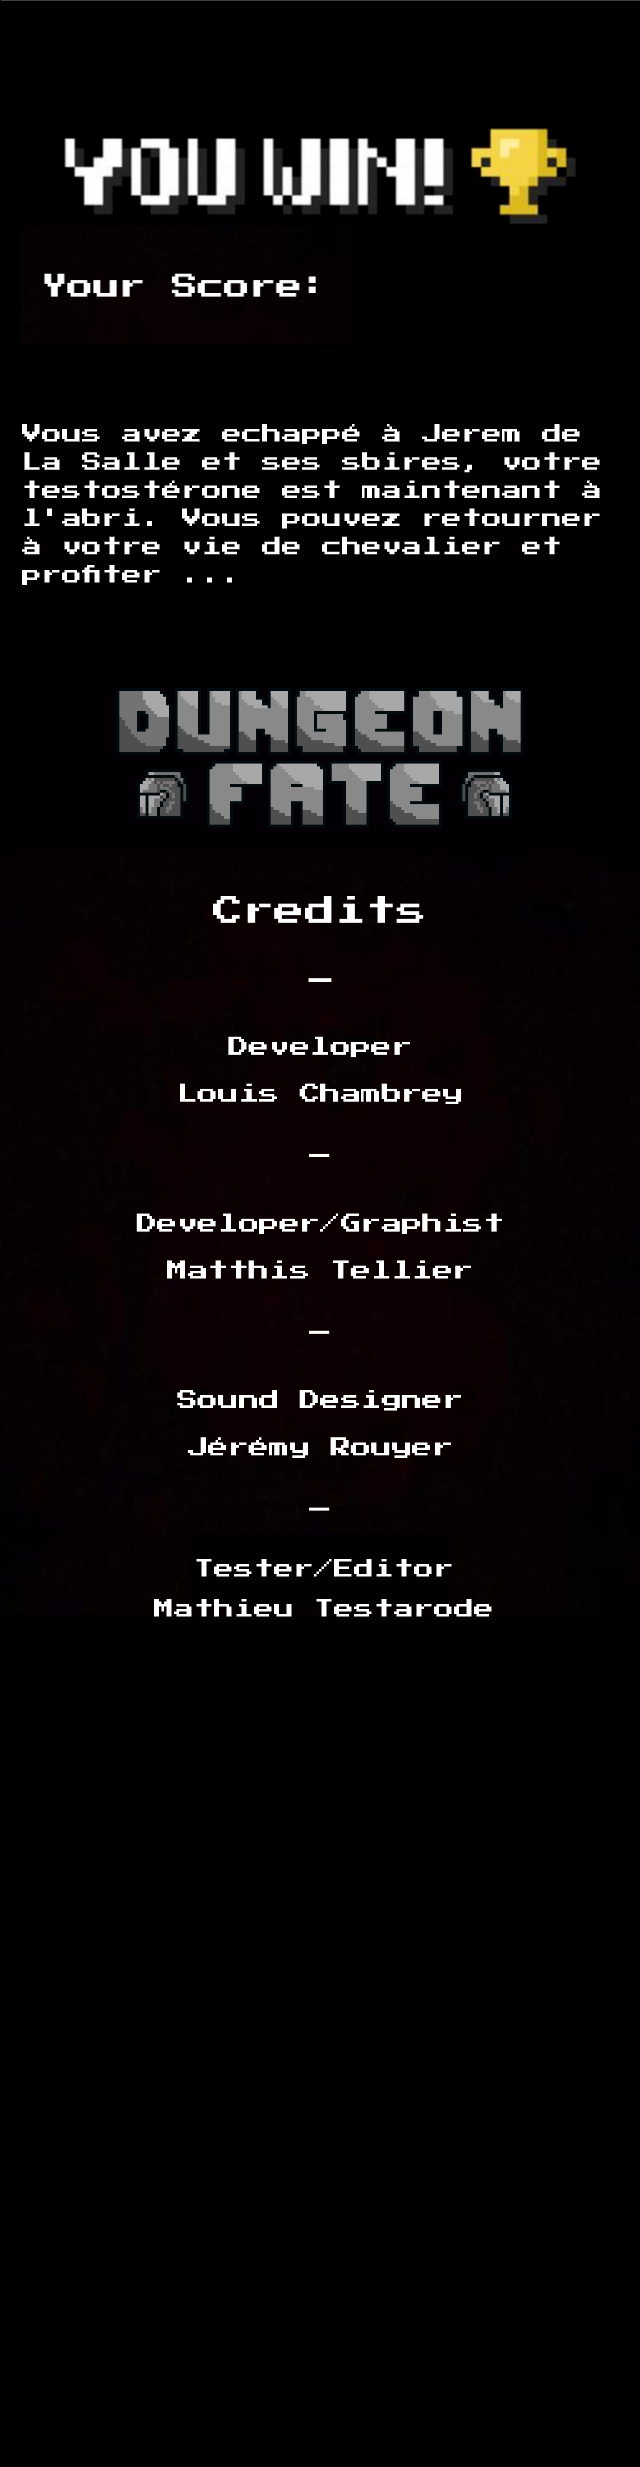 YOU WIN!
Your Score:
Vous avez echappé à Jerem de
La Salle et ses sbires, votre
testostérone est maintenant à
l'abri. Vous pouvez retourner
à votre vie de chevalier et
profiter ...
DUNGEON
FATE
Credits
—
Developer
Louis Chambrey
—
Developer/Graphist
Matthis Tellier
—
Sound Designer
Jérémy Rouyer
—
Tester/Editor
Mathieu Testarode